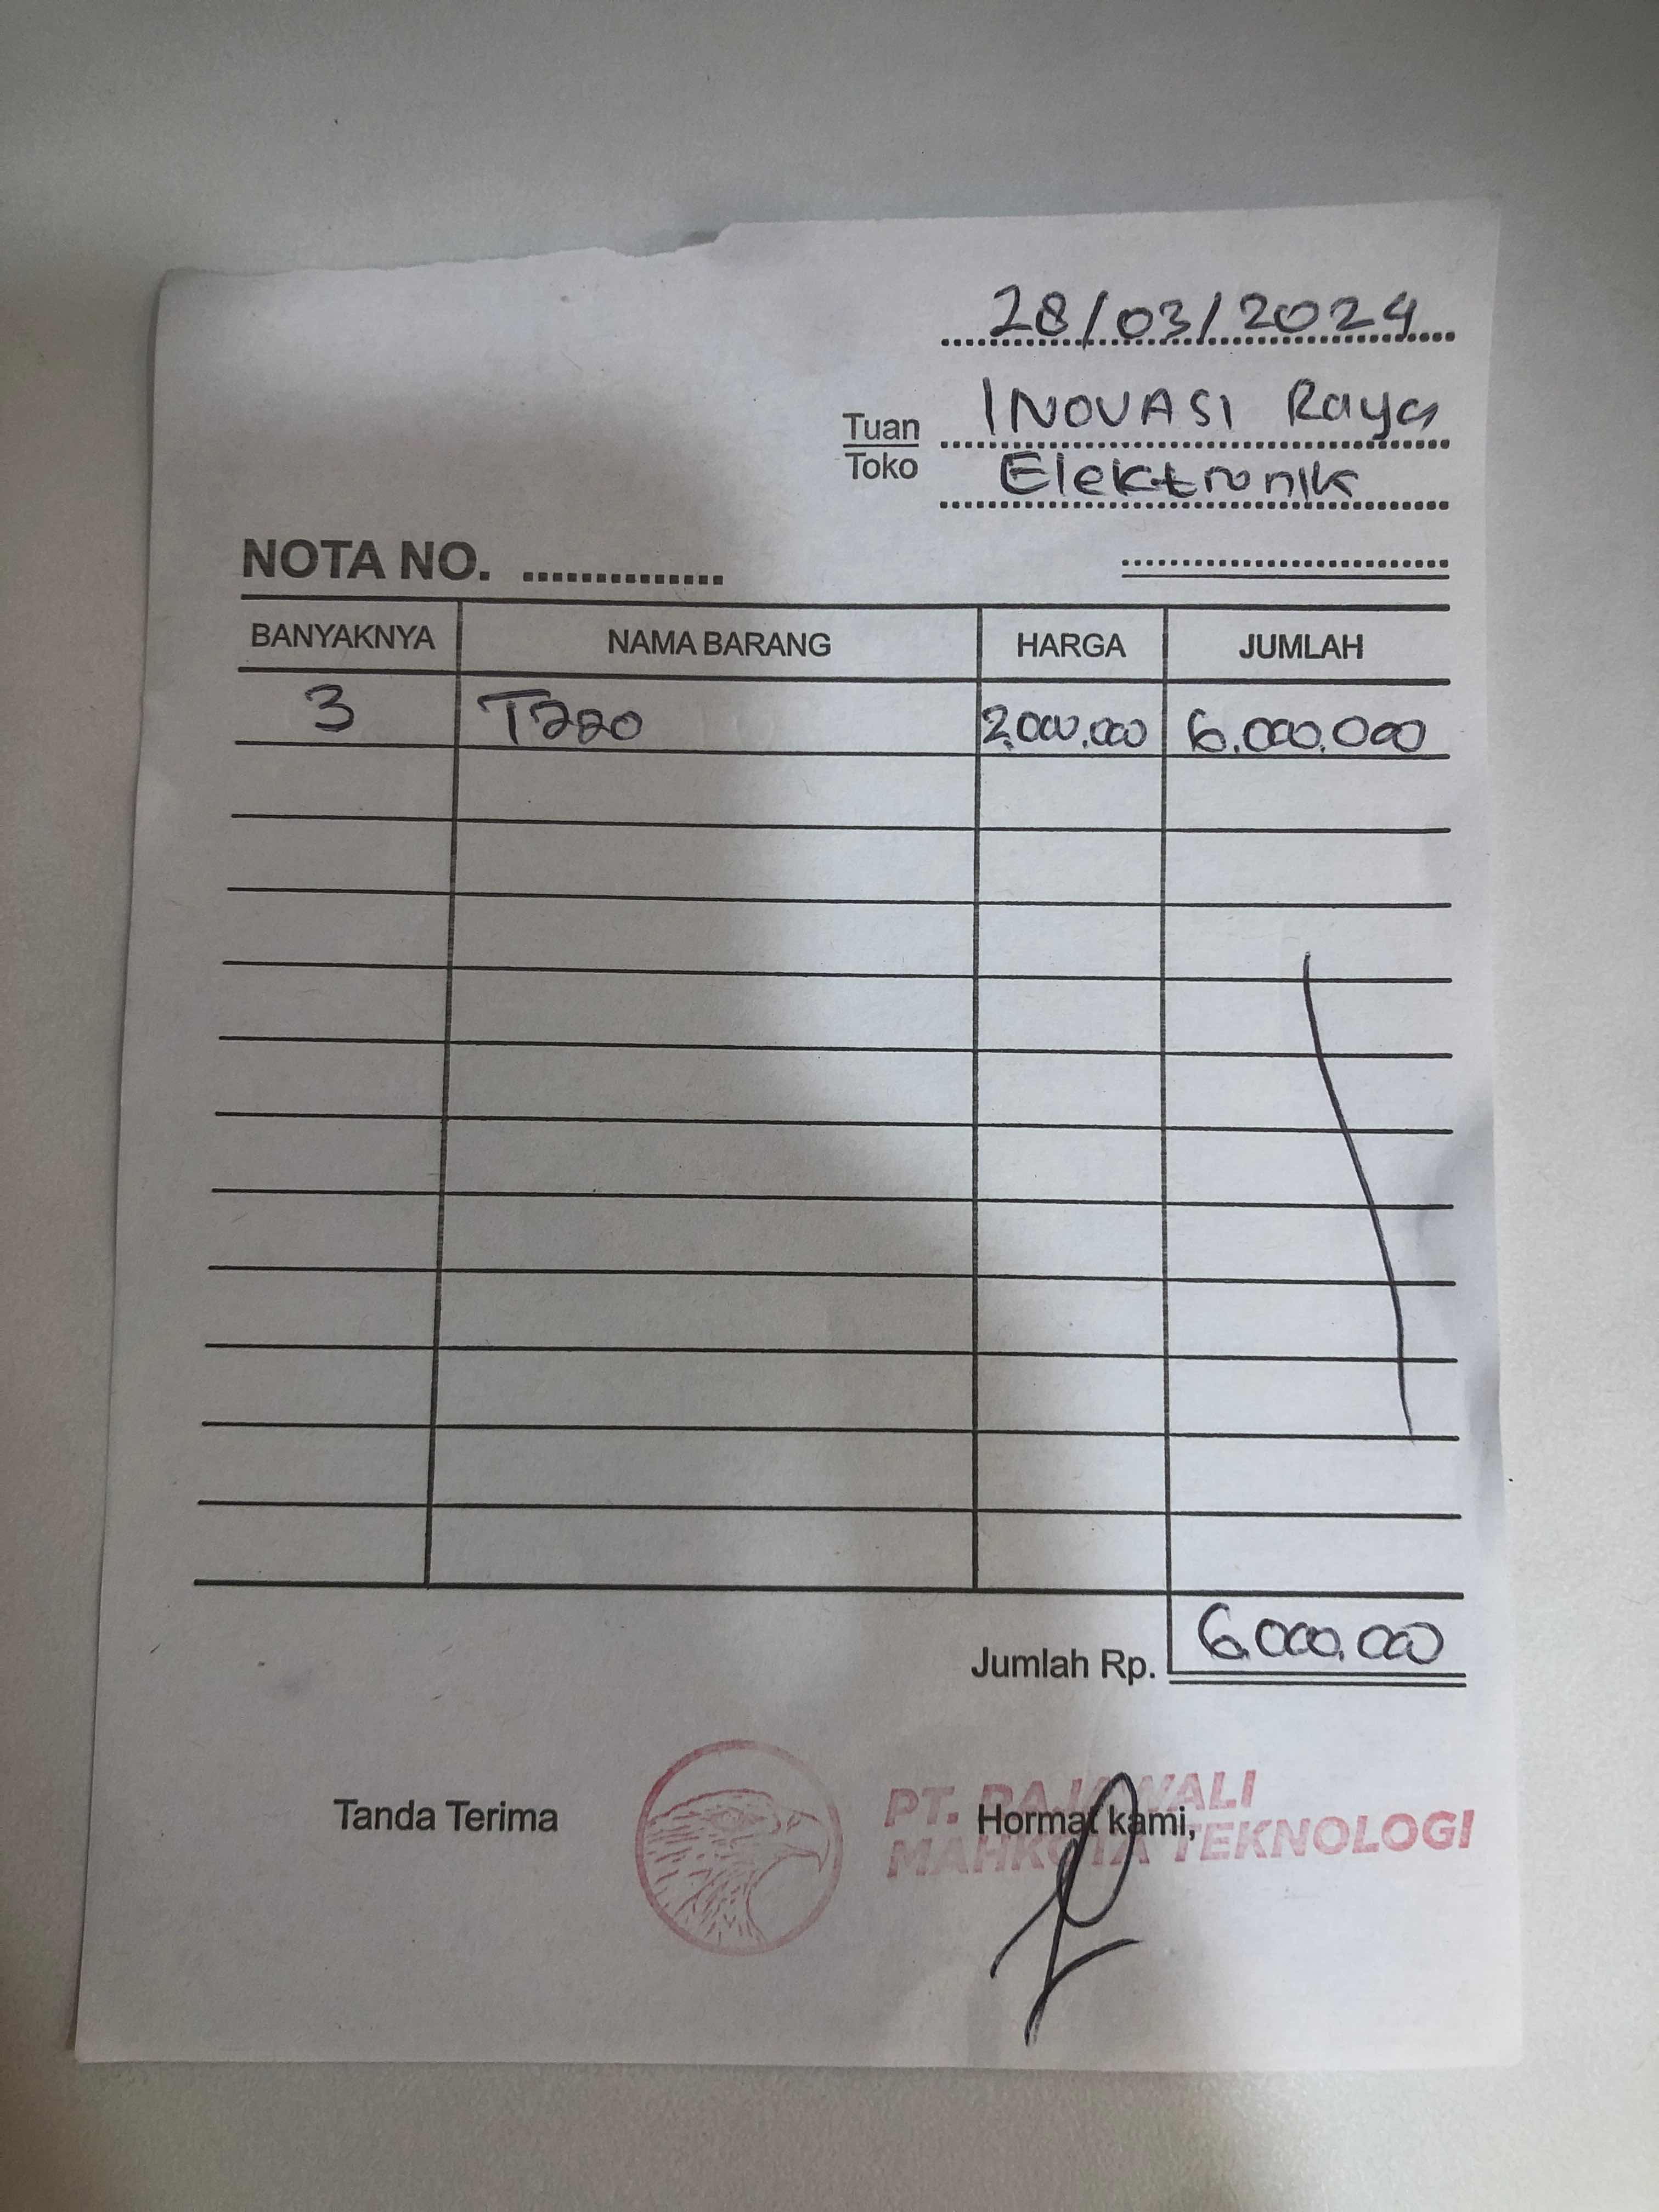 28/03/2024
Tuan INOVASI Raya
Toko Elektronik
NOTA NO. ..............
BANYAKNYA NAMA BARANG HARGA JUMLAH
3 T220 2.000.000 6.000.000
Jumlah Rp. 6.000.000
Tanda Terima Hormat kami,
PT. RAJAWALI
MAHKOTA TEKNOLOGI